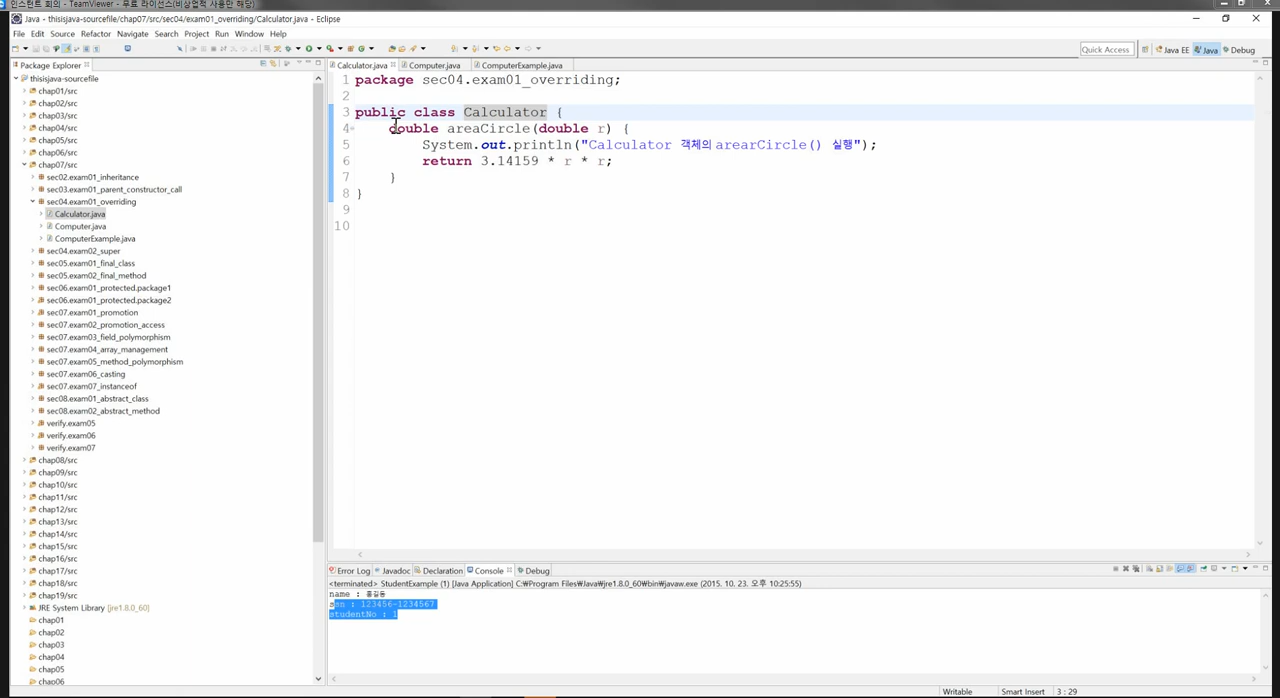 인스턴트 회의 - TeamViewer - 무료 라이선스(비상업적 사용만 해당)
Java - thisisjava-sourcefile/chap07/src/sec04/exam01_overriding/Calculator.java - Eclipse
File Edit Source Refactor Navigate Search Project Run Window Help
Quick Access Java EE Java Debug
Package Explorer
thisisjava-sourcefile
chap01/src
chap02/src
chap03/src
chap04/src
chap05/src
chap06/src
chap07/src
sec02.exam01_inheritance
sec03.exam01_parent_constructor_call
sec04.exam01_overriding
Calculator.java
Computer.java
ComputerExample.java
sec04.exam02_super
sec05.exam01_final_class
sec05.exam02_final_method
sec06.exam01_protected.package1
sec06.exam01_protected.package2
sec07.exam01_promotion
sec07.exam02_promotion_access
sec07.exam03_field_polymorphism
sec07.exam04_array_management
sec07.exam05_method_polymorphism
sec07.exam06_casting
sec07.exam07_instanceof
sec08.exam01_abstract_class
sec08.exam02_abstract_method
verify.exam05
verify.exam06
verify.exam07
chap08/src
chap09/src
chap10/src
chap11/src
chap12/src
chap13/src
chap14/src
chap15/src
chap16/src
chap17/src
chap18/src
chap19/src
JRE System Library [jre1.8.0_60]
chap01
chap02
chap03
chap04
chap05
chap06
Calculator.java Computer.java ComputerExample.java
1 package sec04.exam01_overriding;
2
3 public class Calculator {
4 double areaCircle(double r) {
5 System.out.println("Calculator 객체의 arearCircle() 실행");
6 return 3.14159 * r * r;
7 }
8 }
9
10
Error Log Javadoc Declaration Console Debug
<terminated> StudentExample (1) [Java Application] C:₩Program Files₩Java₩jre1.8.0_60₩bin₩javaw.exe (2015. 10. 23. 오후 10:25:55)
name : 홍길동
ssn : 123456-1234567
studentNo : 1
Writable Smart Insert 3 : 29